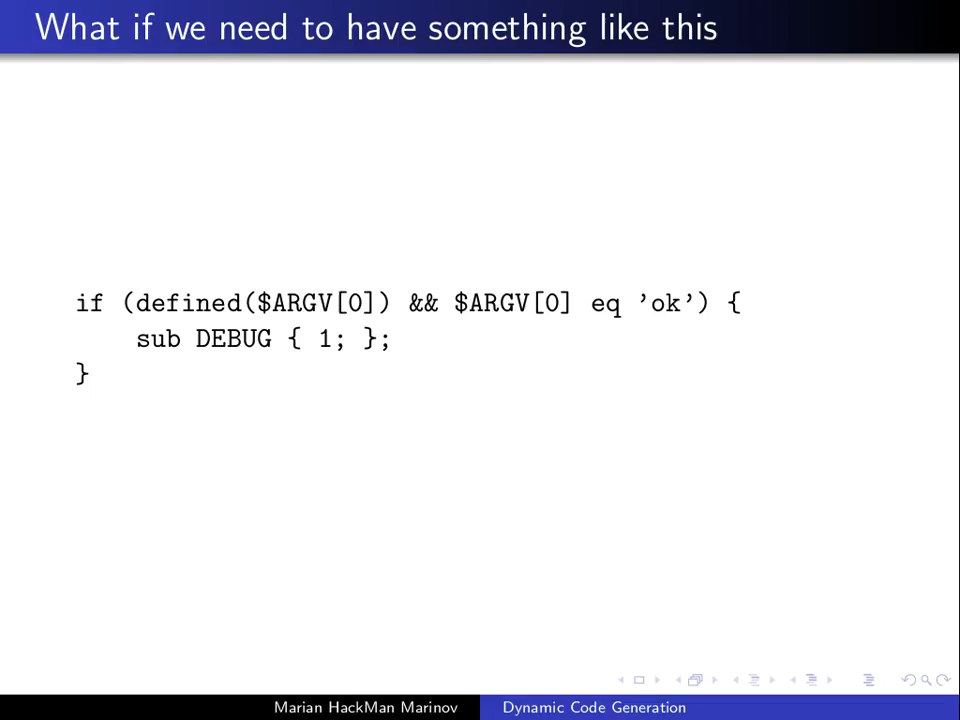 What if we need to have something like this
if (defined($ARGV[0]) && $ARGV[0] eq ’ok’) {
    sub DEBUG { 1; };
}
Marian HackMan Marinov
Dynamic Code Generation